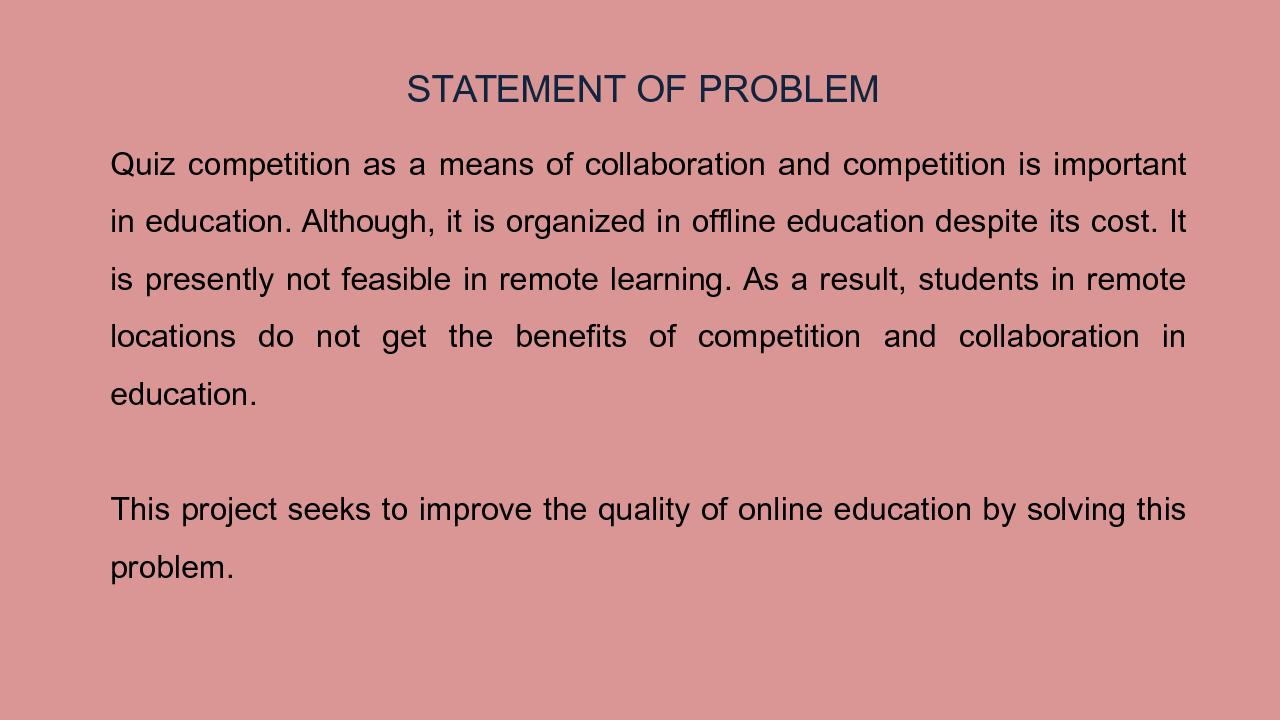 STATEMENT OF PROBLEM
Quiz competition as a means of collaboration and competition is important
in education. Although, it is organized in offline education despite its cost. It
is presently not feasible in remote learning. As a result, students in remote
locations do not get the benefits of competition and collaboration in
education.
This project seeks to improve the quality of online education by solving this
problem.